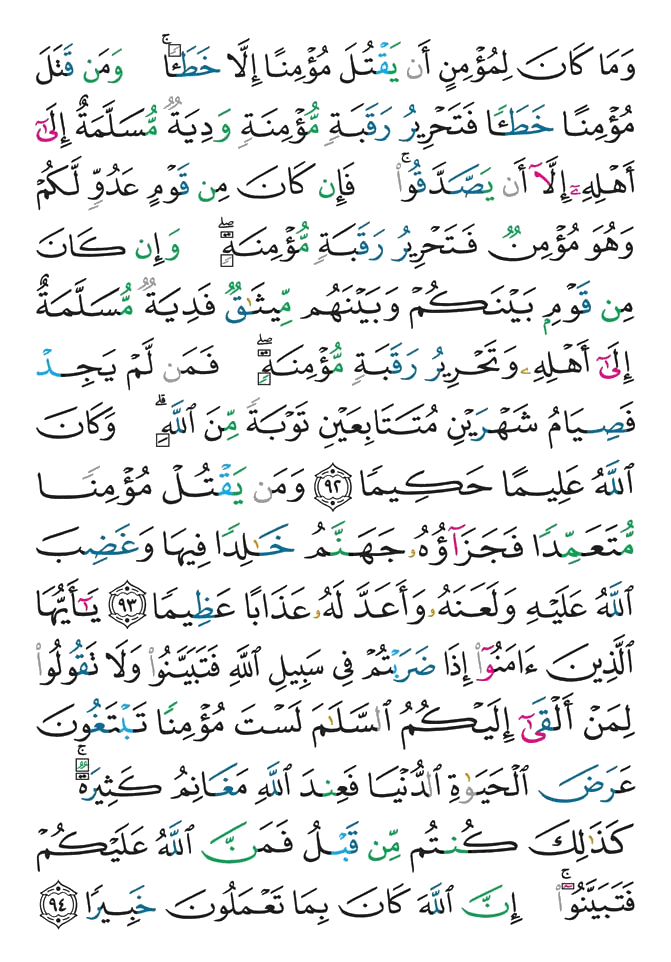 وَمَا كَانَ لِمُؤْمِنٍ أَن يَقْتُلَ مُؤْمِنًا إِلَّا خَطَـًٔا ۚ وَمَن قَتَلَ
مُؤْمِنًا خَطَـًٔا فَتَحْرِيرُ رَقَبَةٍ مُّؤْمِنَةٍ وَدِيَةٌ مُّسَلَّمَةٌ إِلَىٰٓ
أَهْلِهِۦٓ إِلَّآ أَن يَصَّدَّقُوا۟ ۚ فَإِن كَانَ مِن قَوْمٍ عَدُوٍّ لَّكُمْ
وَهُوَ مُؤْمِنٌ فَتَحْرِيرُ رَقَبَةٍ مُّؤْمِنَةٍ ۖ وَإِن كَانَ
مِن قَوْمٍۭ بَيْنَكُمْ وَبَيْنَهُم مِّيثَـٰقٌ فَدِيَةٌ مُّسَلَّمَةٌ
إِلَىٰٓ أَهْلِهِۦ وَتَحْرِيرُ رَقَبَةٍ مُّؤْمِنَةٍ ۖ فَمَن لَّمْ يَجِدْ
فَصِيَامُ شَهْرَيْنِ مُتَتَابِعَيْنِ تَوْبَةً مِّنَ ٱللَّهِ ۗ وَكَانَ
ٱللَّهُ عَلِيمًا حَكِيمًا ٩٢ وَمَن يَقْتُلْ مُؤْمِنًا
مُّتَعَمِّدًا فَجَزَآؤُهُۥ جَهَنَّمُ خَـٰلِدًا فِيهَا وَغَضِبَ
ٱللَّهُ عَلَيْهِ وَلَعَنَهُۥ وَأَعَدَّ لَهُۥ عَذَابًا عَظِيمًا ٩٣ يَـٰٓأَيُّهَا
ٱلَّذِينَ ءَامَنُوٓا۟ إِذَا ضَرَبْتُمْ فِى سَبِيلِ ٱللَّهِ فَتَبَيَّنُوا۟ وَلَا تَقُولُوا۟
لِمَنْ أَلْقَىٰٓ إِلَيْكُمُ ٱلسَّلَـٰمَ لَسْتَ مُؤْمِنًا تَبْتَغُونَ
عَرَضَ ٱلْحَيَوٰةِ ٱلدُّنْيَا فَعِندَ ٱللَّهِ مَغَانِمُ كَثِيرَةٌ ۚ
كَذَٰلِكَ كُنتُم مِّن قَبْلُ فَمَنَّ ٱللَّهُ عَلَيْكُمْ
فَتَبَيَّنُوٓا۟ ۚ إِنَّ ٱللَّهَ كَانَ بِمَا تَعْمَلُونَ خَبِيرًا ٩٤